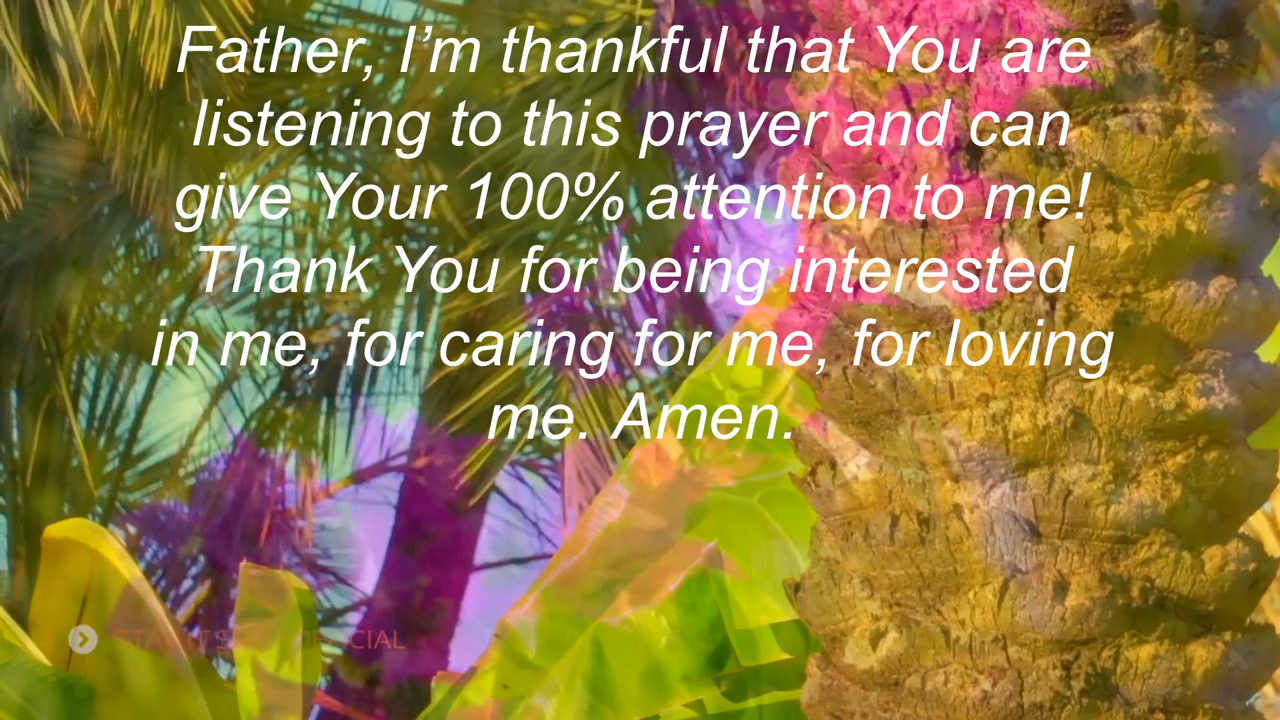 Father, I’m thankful that You are
listening to this prayer and can
give Your 100% attention to me!
Thank You for being interested
in me, for caring for me, for loving
me. Amen.